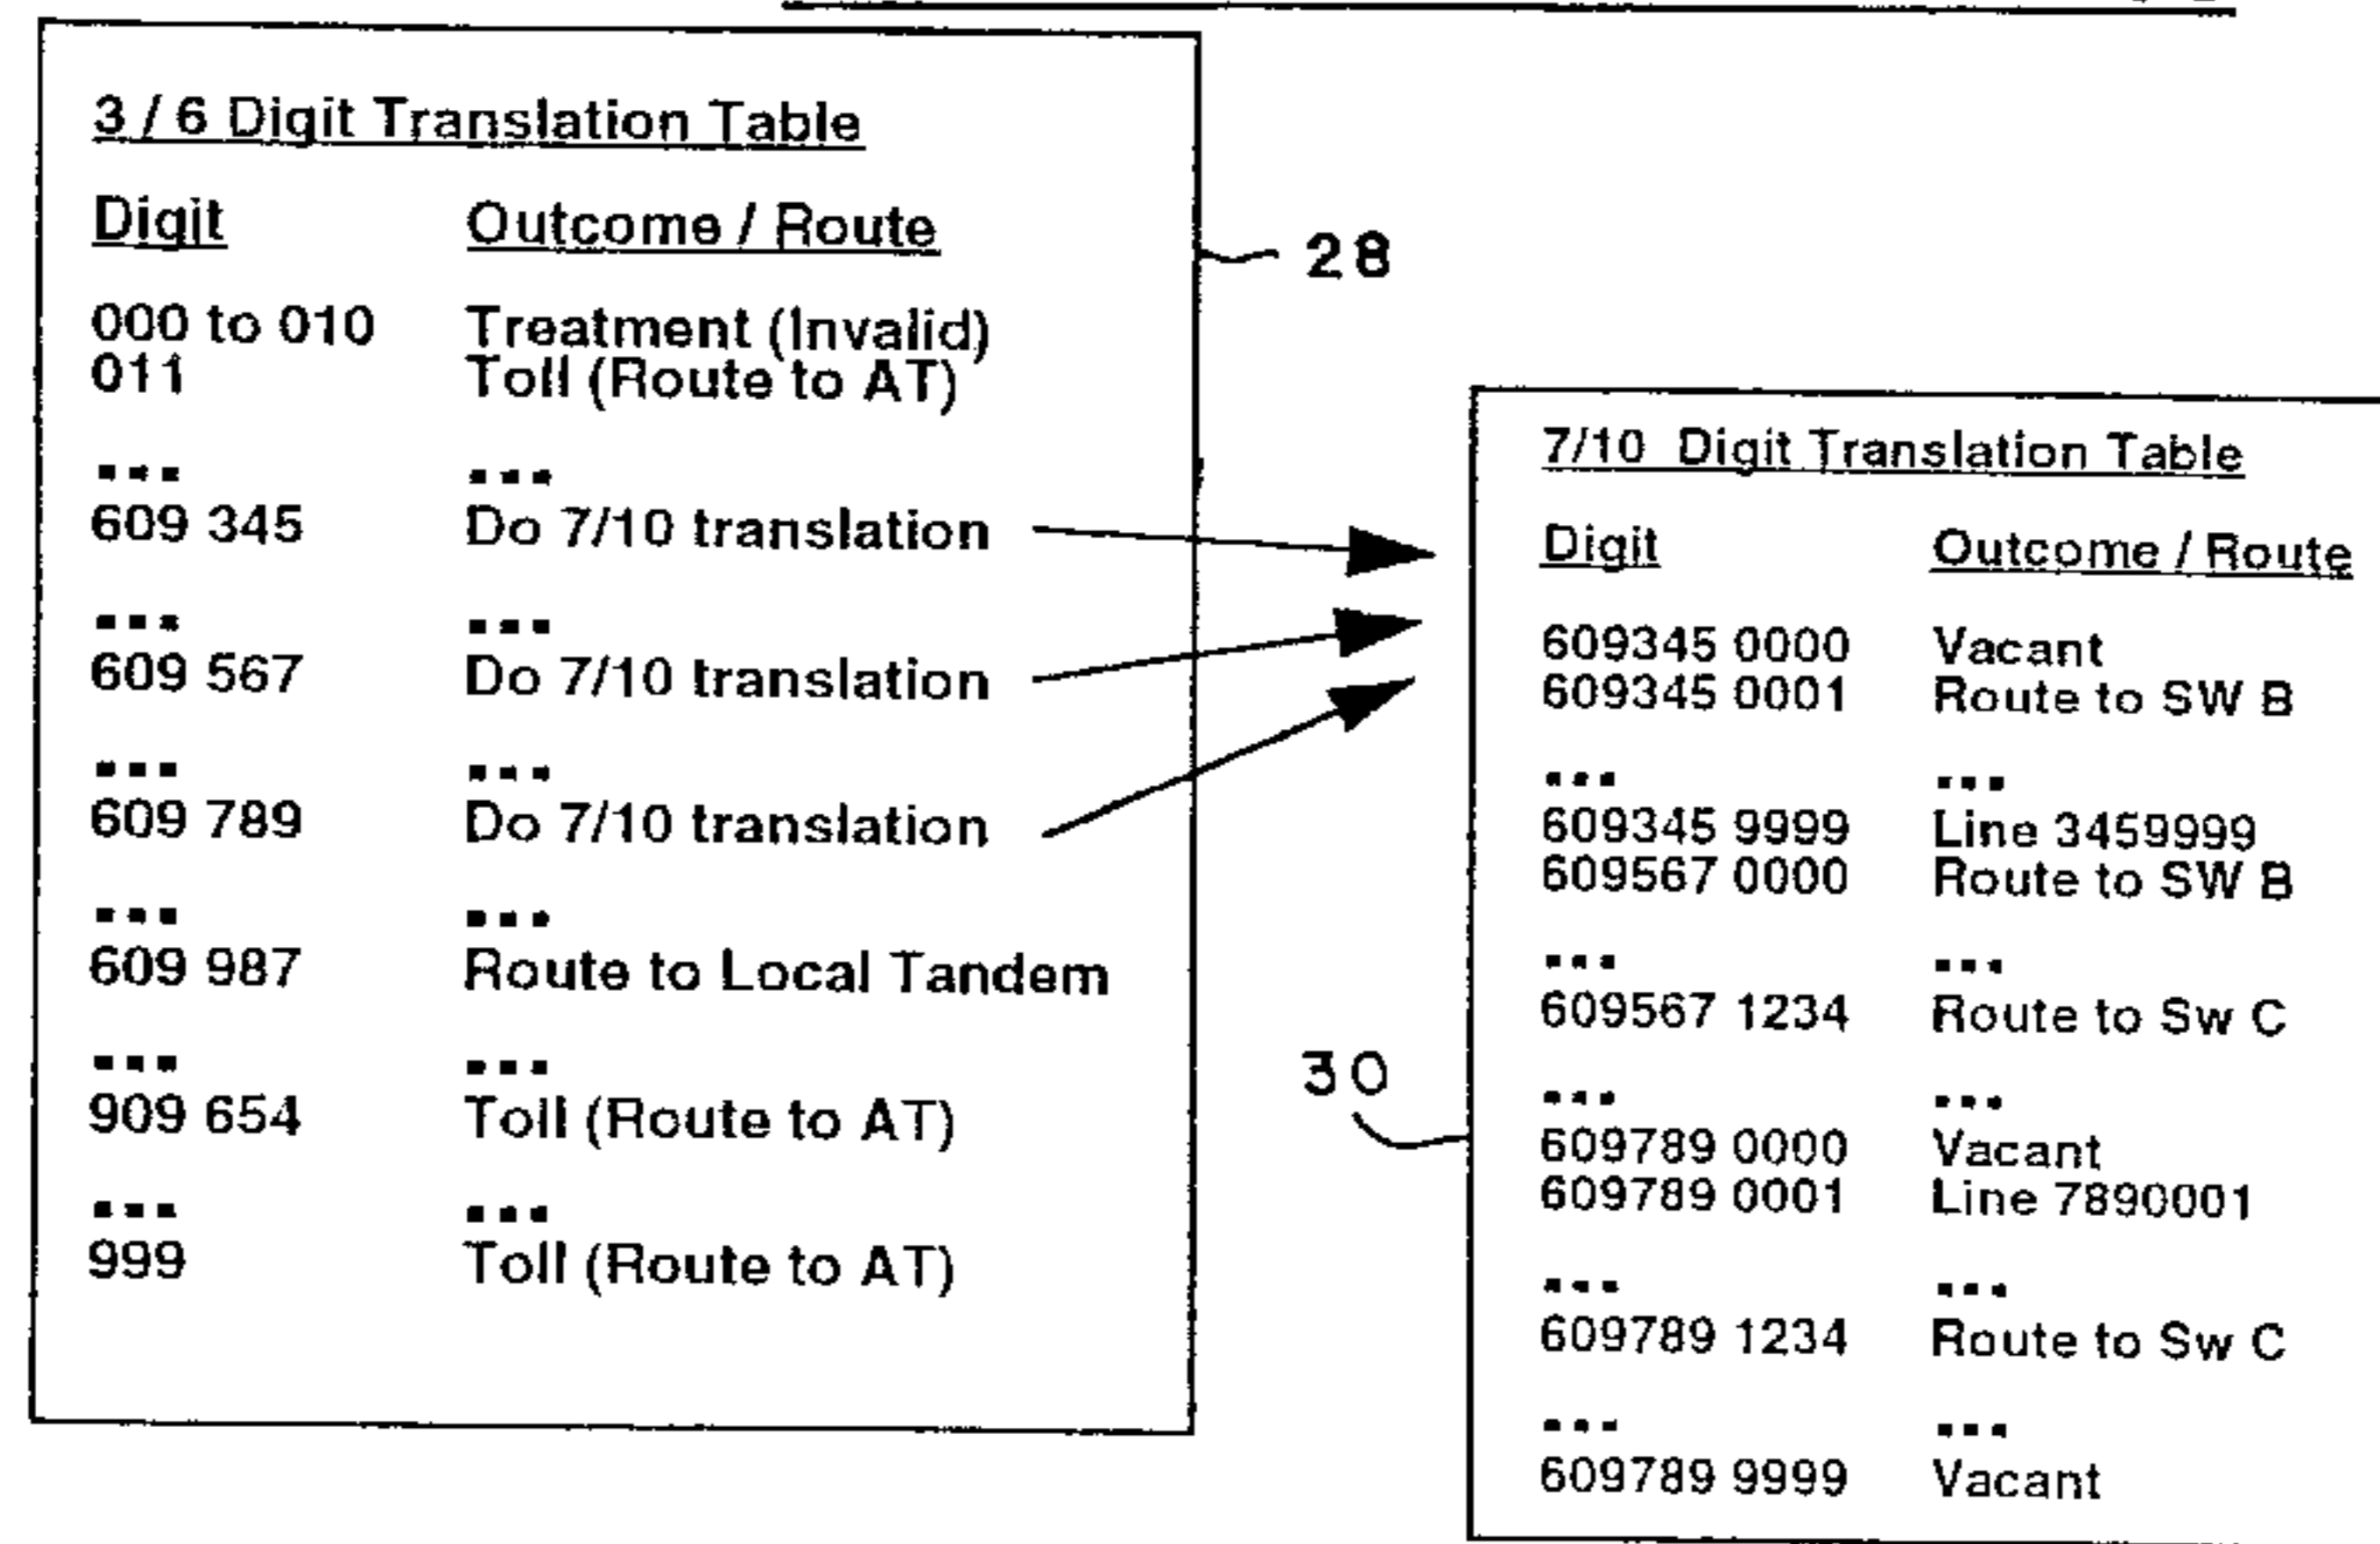 3 / 6 Digit Translation Table
Digit Outcome / Route
000 to 010 Treatment (Invalid)
011 Toll (Route to AT)
... ...
609 345 Do 7/10 translation
... ...
609 567 Do 7/10 translation
... ...
609 789 Do 7/10 translation
... ...
609 987 Route to Local Tandem
... ...
909 654 Toll (Route to AT)
... ...
999 Toll (Route to AT)
28
7/10 Digit Translation Table
Digit Outcome / Route
609345 0000 Vacant
609345 0001 Route to SW B
... ...
609345 9999 Line 3459999
609567 0000 Route to SW B
... ...
609567 1234 Route to Sw C
... ...
609789 0000 Vacant
609789 0001 Line 7890001
... ...
609789 1234 Route to Sw C
... ...
609789 9999 Vacant
30